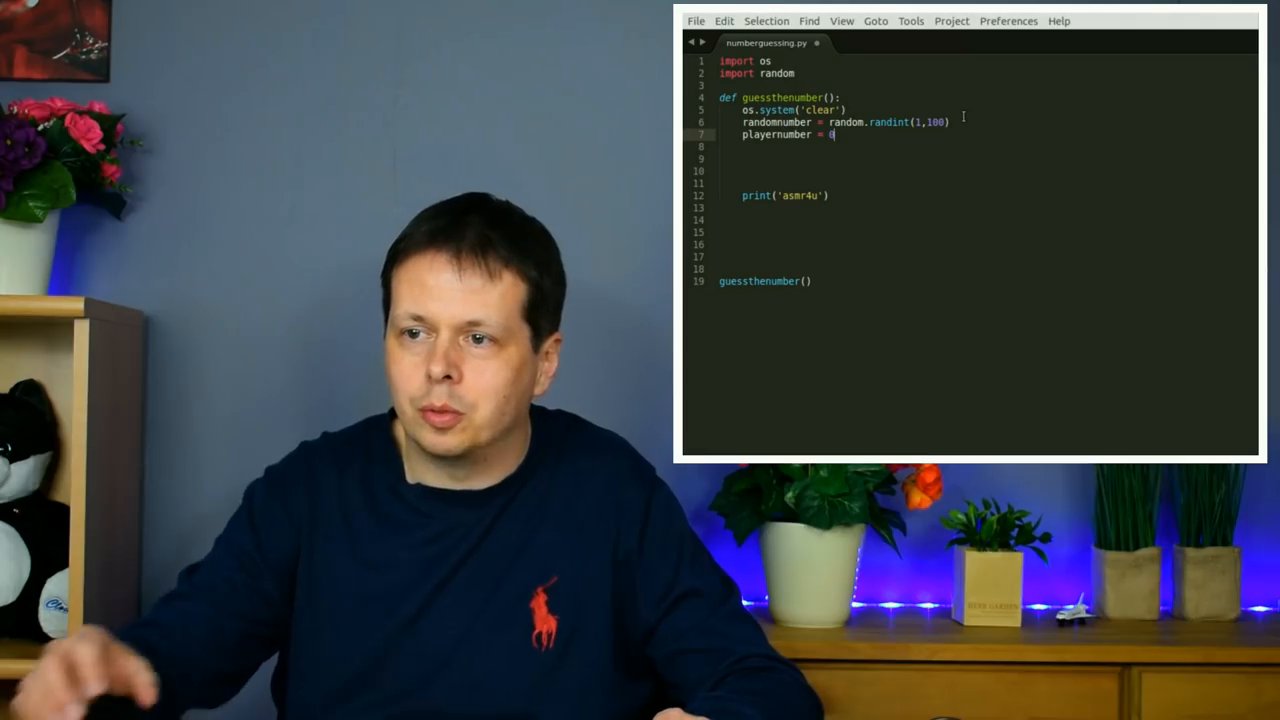 File Edit Selection Find View Goto Tools Project Preferences Help
numberguessing.py
1 import os
2 import random
3
4 def guessthenumber():
5 os.system('clear')
6 randomnumber = random.randint(1,100)
7 playernumber = 0
8
9
10
11
12 print('asmr4u')
13
14
15
16
17
18
19 guessthenumber()
HERB GARDEN